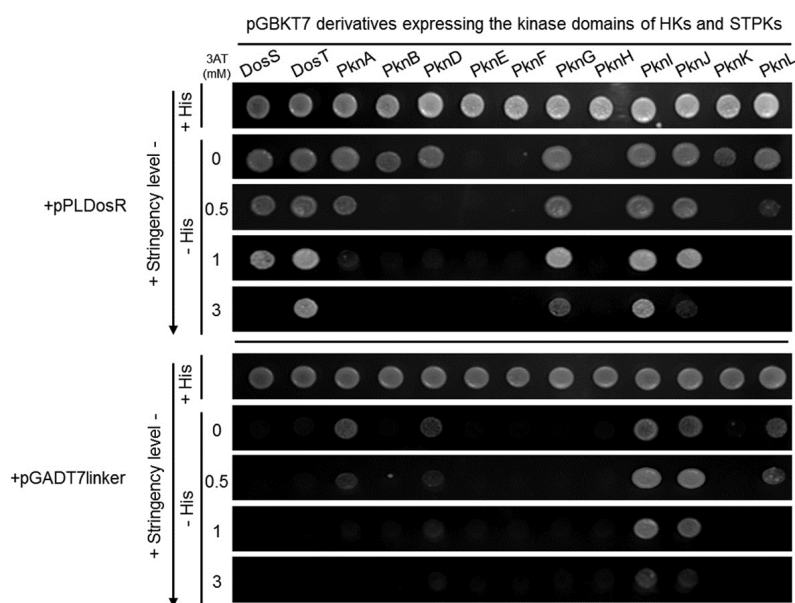 pGBKT7 derivatives expressing the kinase domains of HKs and STPKs
3AT
(mM)
DosS DosT PknA PknB PknD PknE PknF PknG PknH PknI PknJ PknK PknL
+pPLDosR
+ Stringency level -
+ His
- His
0
0.5
1
3
+pGADT7linker
+ Stringency level -
+ His
- His
0
0.5
1
3